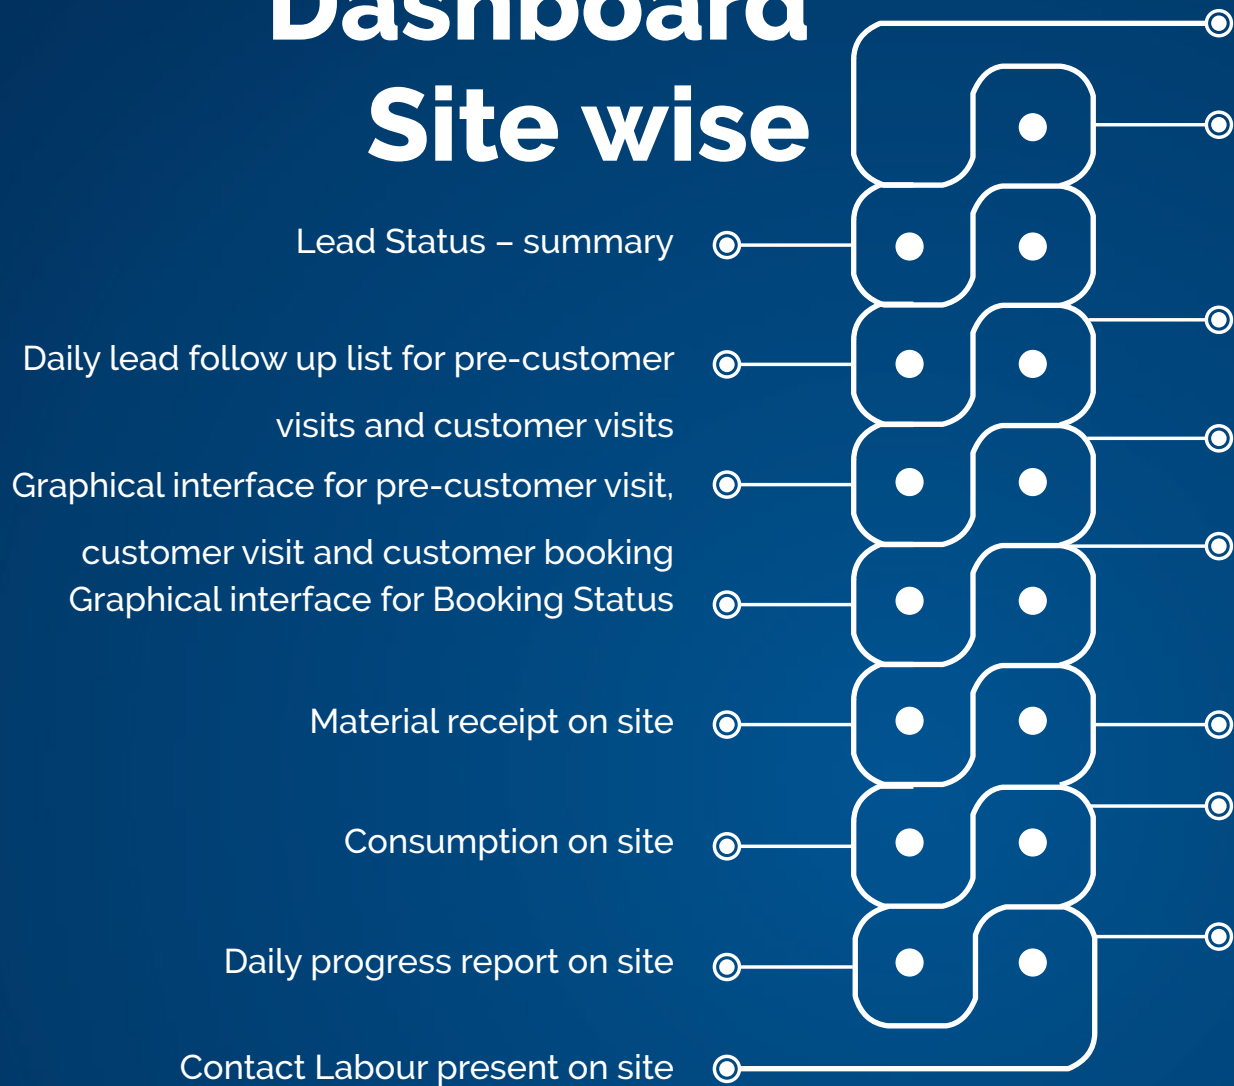 Dashboard
Site wise
Lead Status – summary
Daily lead follow up list for pre-customer
visits and customer visits
Graphical interface for pre-customer visit,
customer visit and customer booking
Graphical interface for Booking Status
Material receipt on site
Consumption on site
Daily progress report on site
Contact Labour present on site